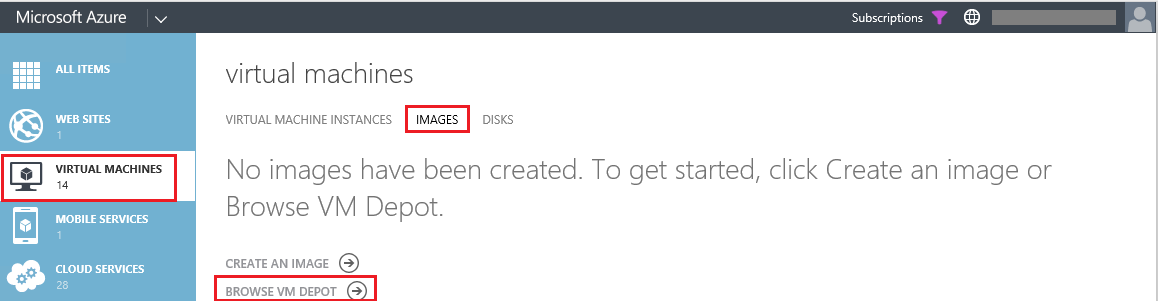 Microsoft Azure
Subscriptions
ALL ITEMS
WEB SITES
1
VIRTUAL MACHINES
14
MOBILE SERVICES
1
CLOUD SERVICES
28
virtual machines
VIRTUAL MACHINE INSTANCES IMAGES DISKS
No images have been created. To get started, click Create an image or
Browse VM Depot.
CREATE AN IMAGE
BROWSE VM DEPOT